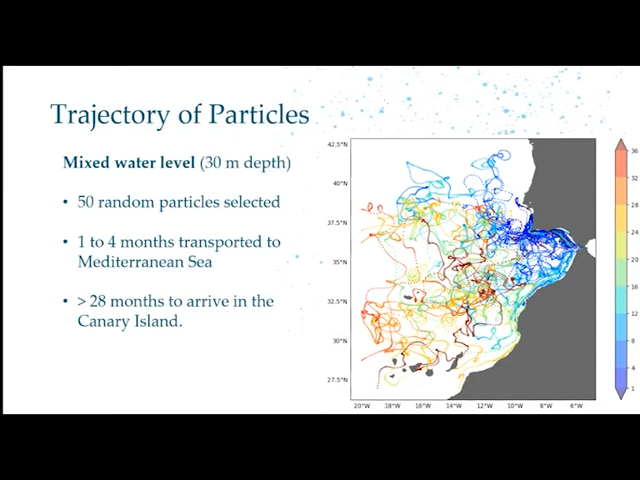 Trajectory of Particles
Mixed water level (30 m depth)
• 50 random particles selected
• 1 to 4 months transported to
Mediterranean Sea
• > 28 months to arrive in the
Canary Island.
42.5°N
40°N
37.5°N
35°N
32.5°N
30°N
27.5°N
20°W 18°W 16°W 14°W 12°W 10°W 8°W 6°W
36
32
28
24
20
16
12
8
4
1